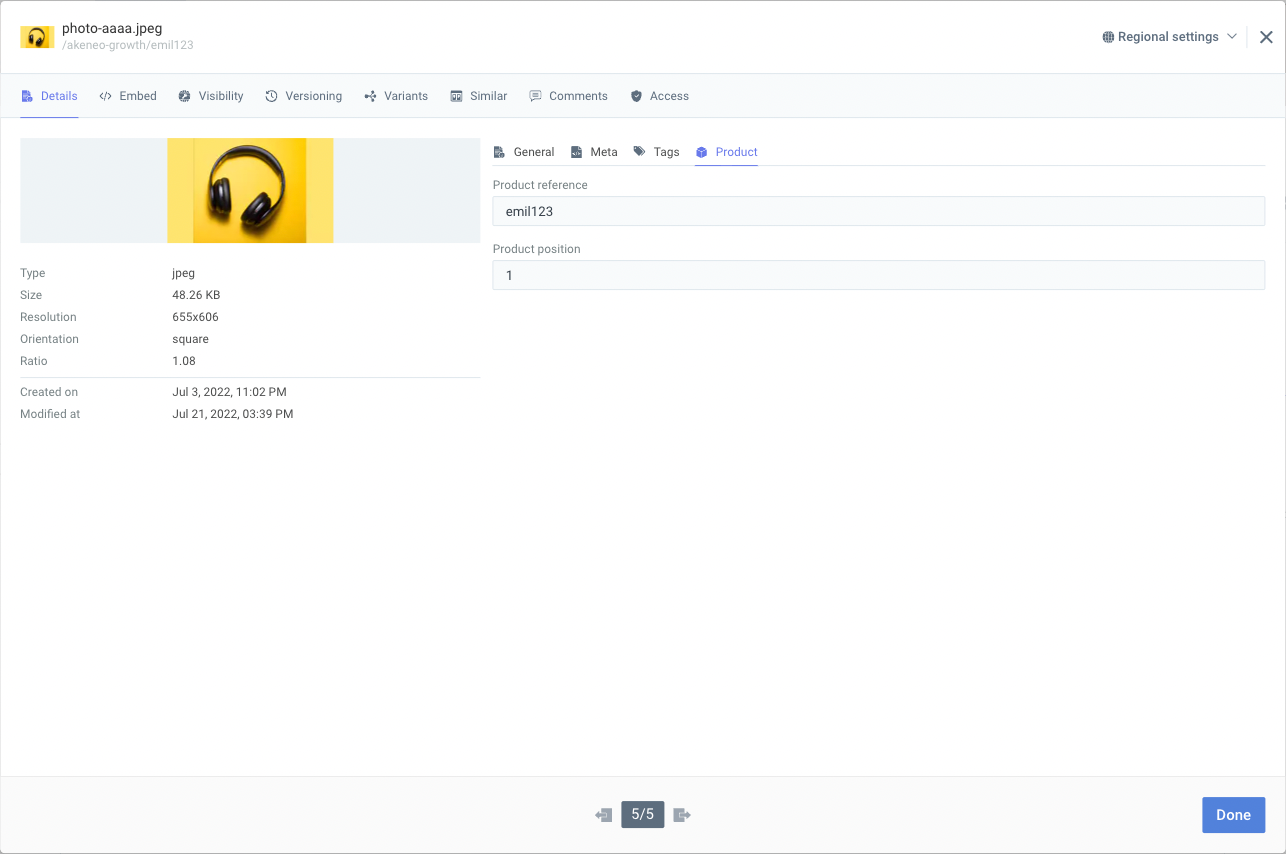 photo-aaaa.jpeg
/akeneo-growth/emil123
Regional settings
Details Embed Visibility Versioning Variants Similar Comments Access
General Meta Tags Product
Product reference
emil123
Product position
1
Type jpeg
Size 48.26 KB
Resolution 655x606
Orientation square
Ratio 1.08
Created on Jul 3, 2022, 11:02 PM
Modified at Jul 21, 2022, 03:39 PM
5/5
Done